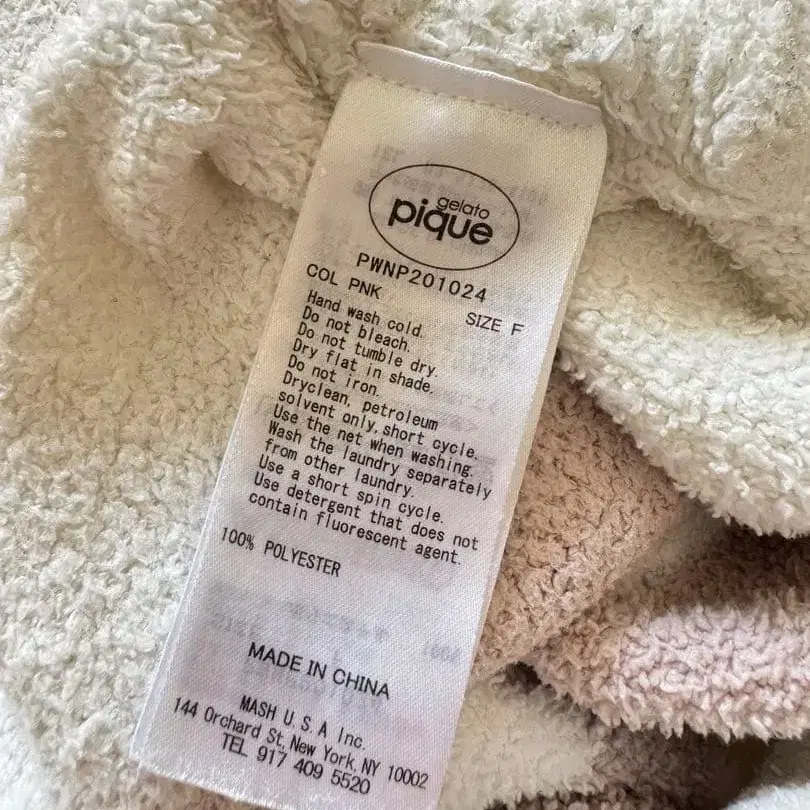 gelato
pique
PWNP201024
COL PNK
SIZE F
Hand wash cold.
Do not bleach.
Do not tumble dry.
Dry flat in shade.
Do not iron.
Dryclean, petroleum
solvent only, short cycle.
Use the net when washing.
Wash the laundry separately
from other laundry.
Use a short spin cycle.
Use detergent that does not
contain fluorescent agent.
100% POLYESTER
MADE IN CHINA
MASH U S A Inc.
144 Orchard St, New York, NY 10002
TEL 917 409 5520